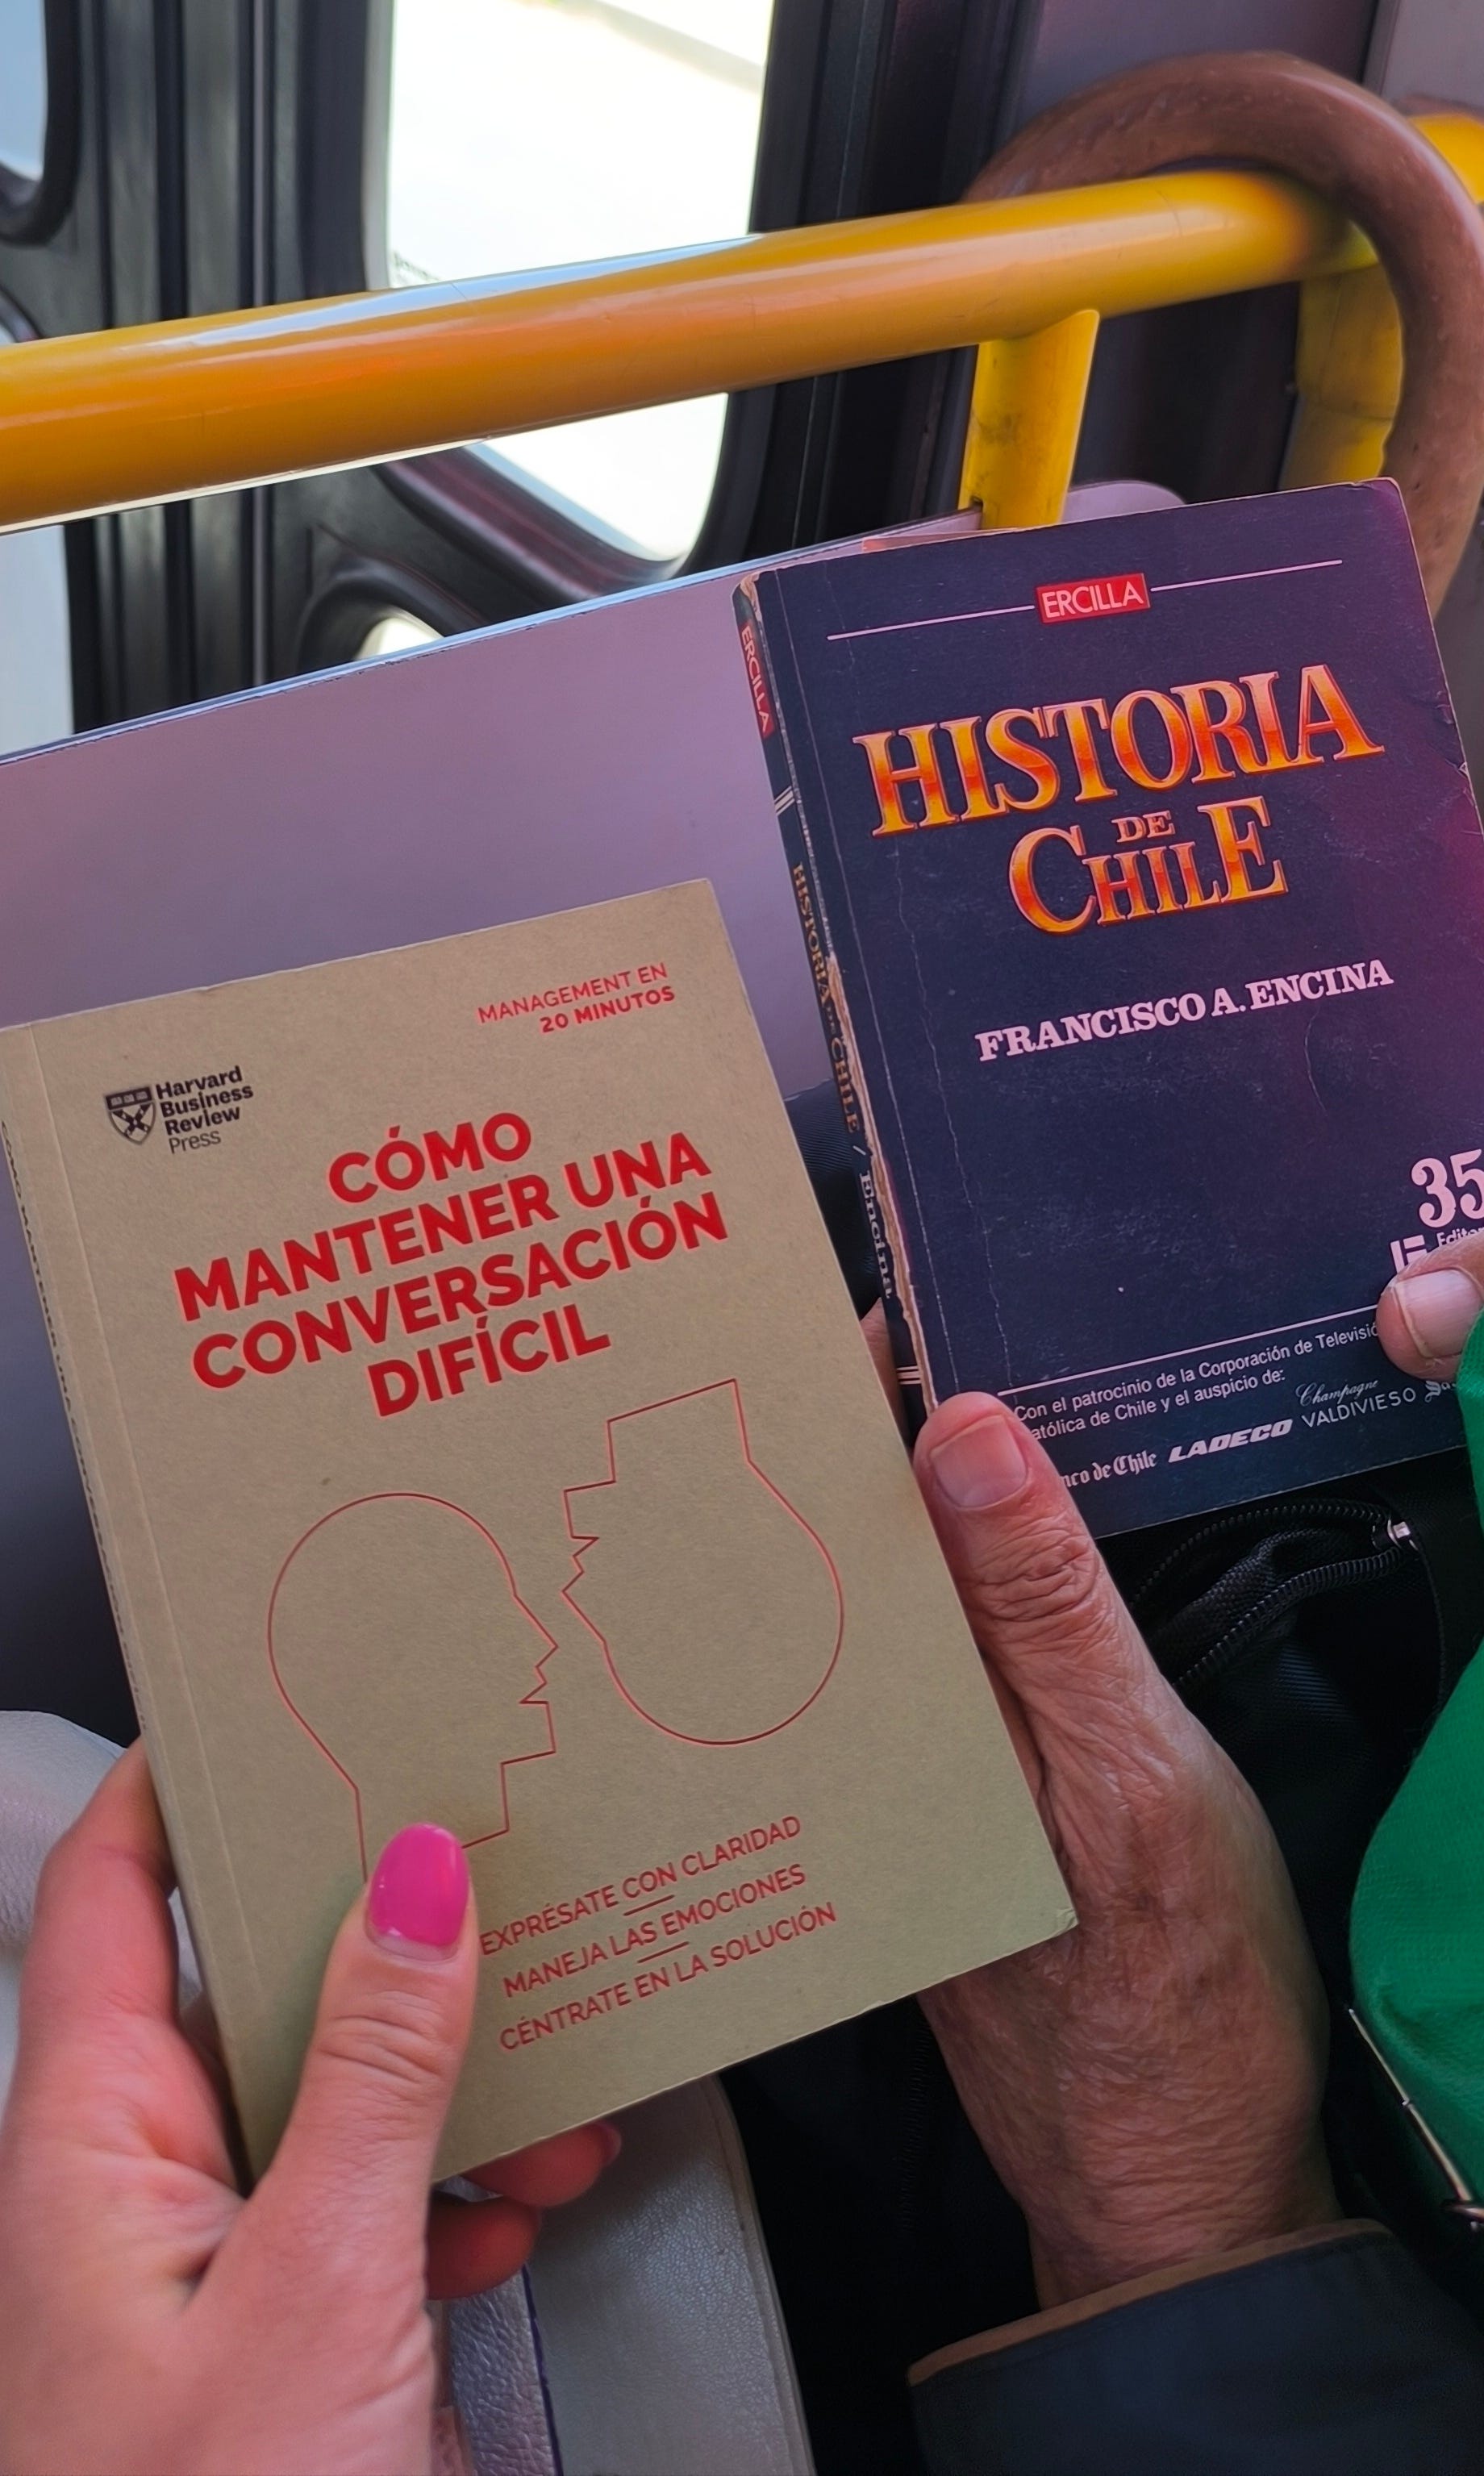 ERCILLA
HISTORIA
DE
CHILE
FRANCISCO A. ENCINA
35
Con el patrocinio de la Corporación de
Católica de Chile y el auspicio de:
Champagne
de Chile LADECO VALDIVIESO
ERCILLA
HISTORIA DE CHILE / Encina
MANAGEMENT EN
20 MINUTOS
Harvard
Business
Review
Press
CÓMO
MANTENER UNA
CONVERSACIÓN
DIFÍCIL
EXPRÉSATE CON CLARIDAD
MANEJA LAS EMOCIONES
CÉNTRATE EN LA SOLUCIÓN